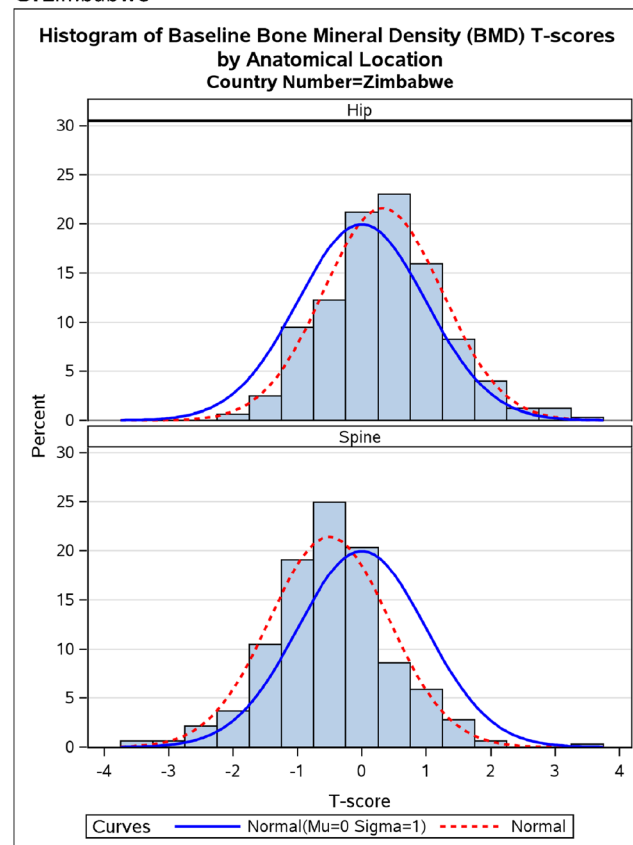 Histogram of Baseline Bone Mineral Density (BMD) T-scores
by Anatomical Location
Country Number=Zimbabwe
Hip
30
25
20
15
10
5
0
Percent
Spine
30
25
20
15
10
5
0
-4 -3 -2 -1 0 1 2 3 4
T-score
Curves Normal(Mu=0 Sigma=1) Normal